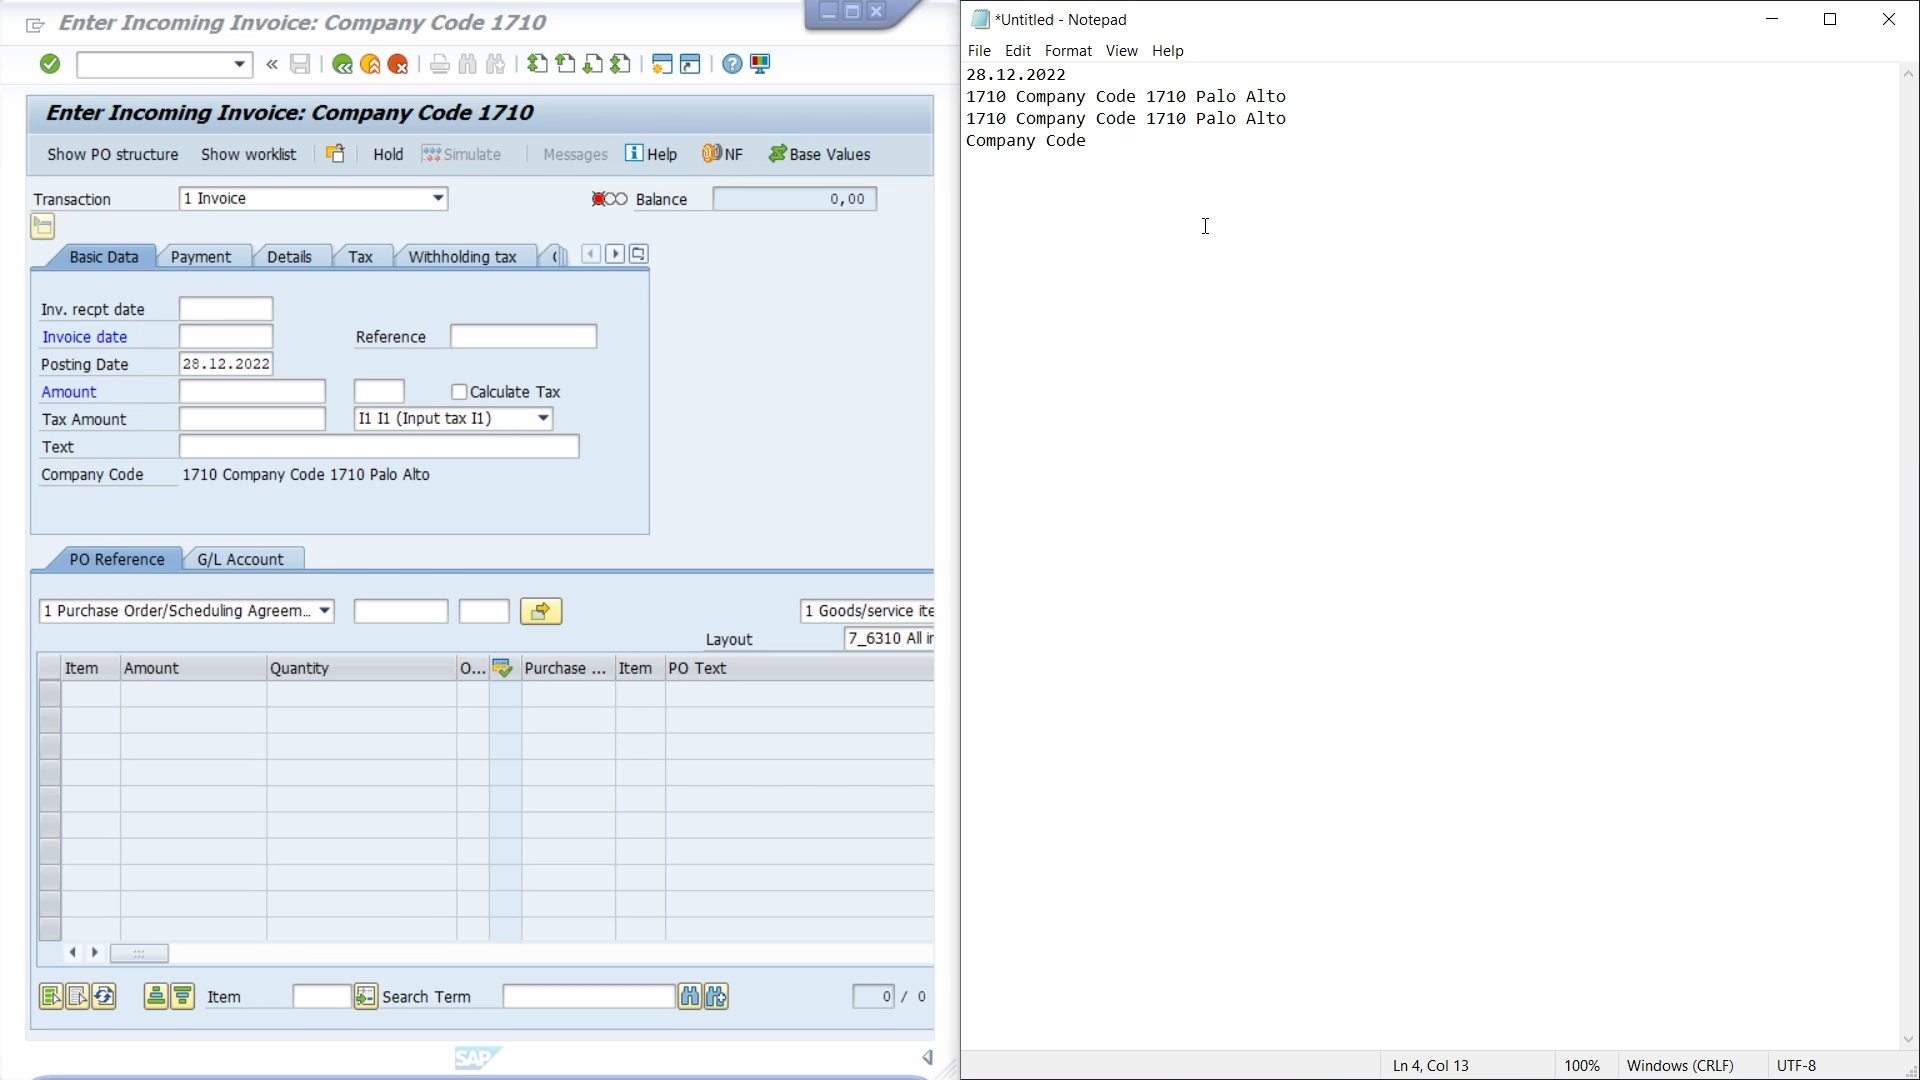 Enter Incoming Invoice: Company Code 1710
Enter Incoming Invoice: Company Code 1710
Show PO structure Show worklist Hold Simulate Messages Help NF Base Values
Transaction 1 Invoice Balance 0,00
Basic Data Payment Details Tax Withholding tax
Inv. recpt date
Invoice date Reference
Posting Date 28.12.2022
Amount Calculate Tax
Tax Amount I1 I1 (Input tax I1)
Text
Company Code 1710 Company Code 1710 Palo Alto
PO Reference G/L Account
1 Purchase Order/Scheduling Agreem... 1 Goods/service ite
Layout 7_6310 All in
Item Amount Quantity O... Purchase ... Item PO Text
Item Search Term 0 / 0
SAP
*Untitled - Notepad
File Edit Format View Help
28.12.2022
1710 Company Code 1710 Palo Alto
1710 Company Code 1710 Palo Alto
Company Code
Ln 4, Col 13 100% Windows (CRLF) UTF-8